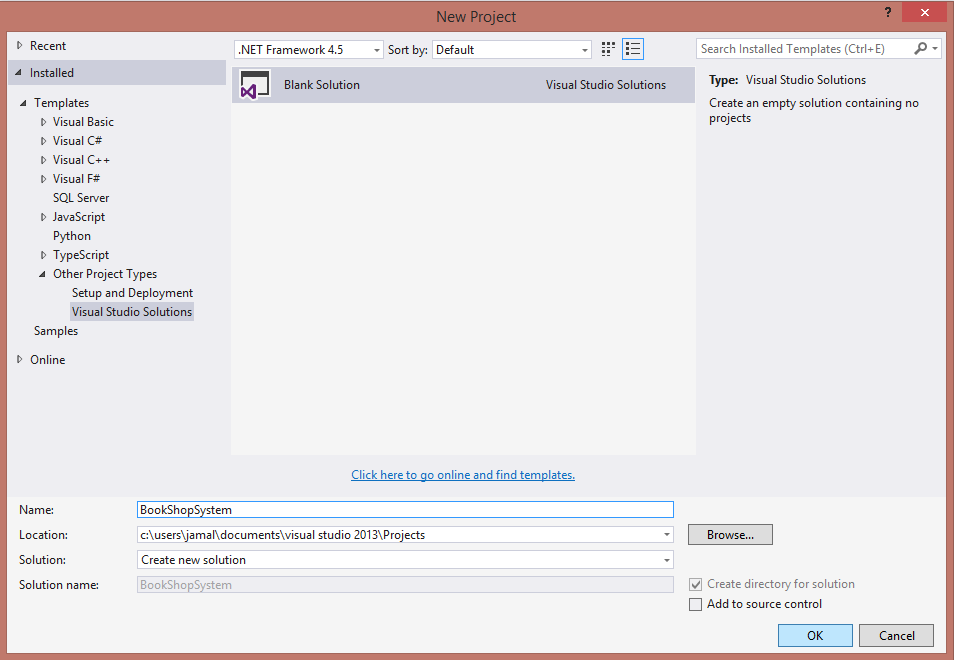 New Project
?
Recent
Installed
Templates
Visual Basic
Visual C#
Visual C++
Visual F#
SQL Server
JavaScript
Python
TypeScript
Other Project Types
Setup and Deployment
Visual Studio Solutions
Samples
Online
.NET Framework 4.5
Sort by: Default
Blank Solution Visual Studio Solutions
Click here to go online and find templates.
Search Installed Templates (Ctrl+E)
Type: Visual Studio Solutions
Create an empty solution containing no
projects
Name: BookShopSystem
Location: c:\users\jamal\documents\visual studio 2013\Projects
Browse...
Solution: Create new solution
Solution name: BookShopSystem
Create directory for solution
Add to source control
OK Cancel